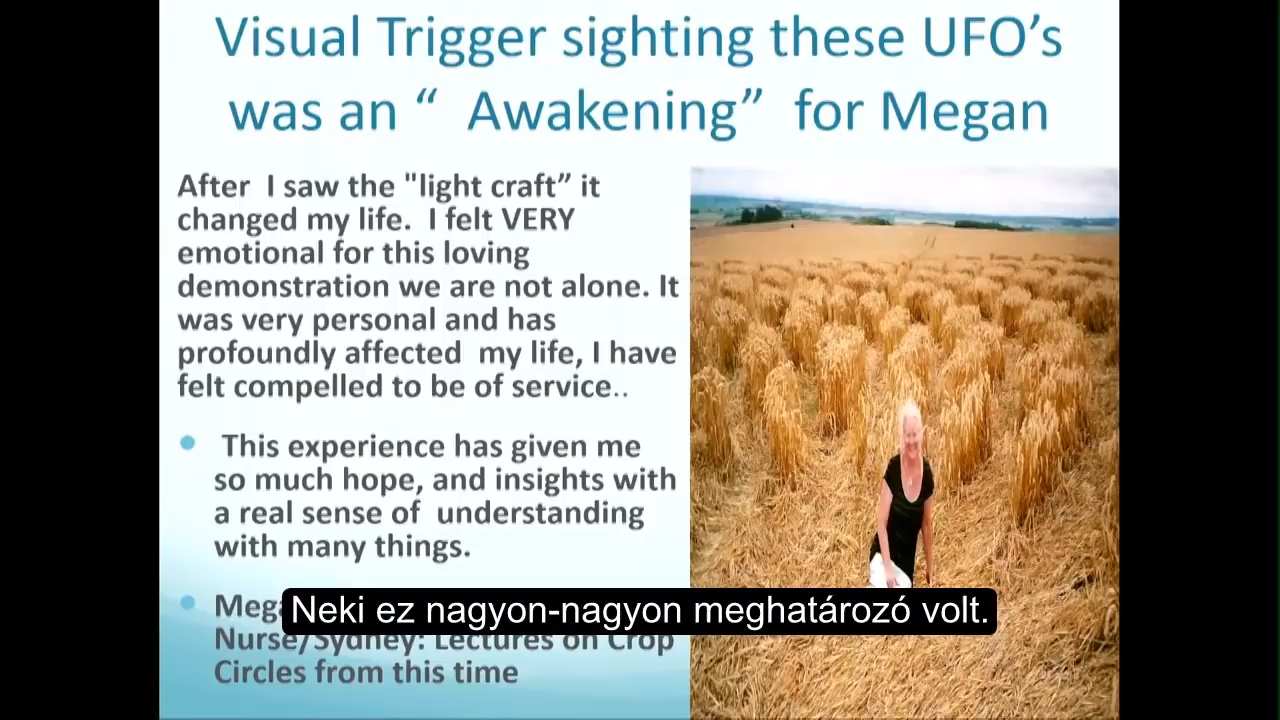 Visual Trigger sighting these UFO’s
was an “ Awakening” for Megan
After I saw the "light craft” it
changed my life. I felt VERY
emotional for this loving
demonstration we are not alone. It
was very personal and has
profoundly affected my life, I have
felt compelled to be of service..
This experience has given me
so much hope, and insights with
a real sense of understanding
with many things.
Neki ez nagyon-nagyon meghatározó volt.
Nurse/Sydney: Lectures on Crop
Circles from this time